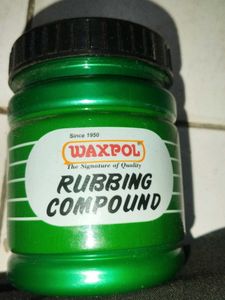 Since 1950
WAXPOL
The Signature of Quality
RUBBING
COMPOUND